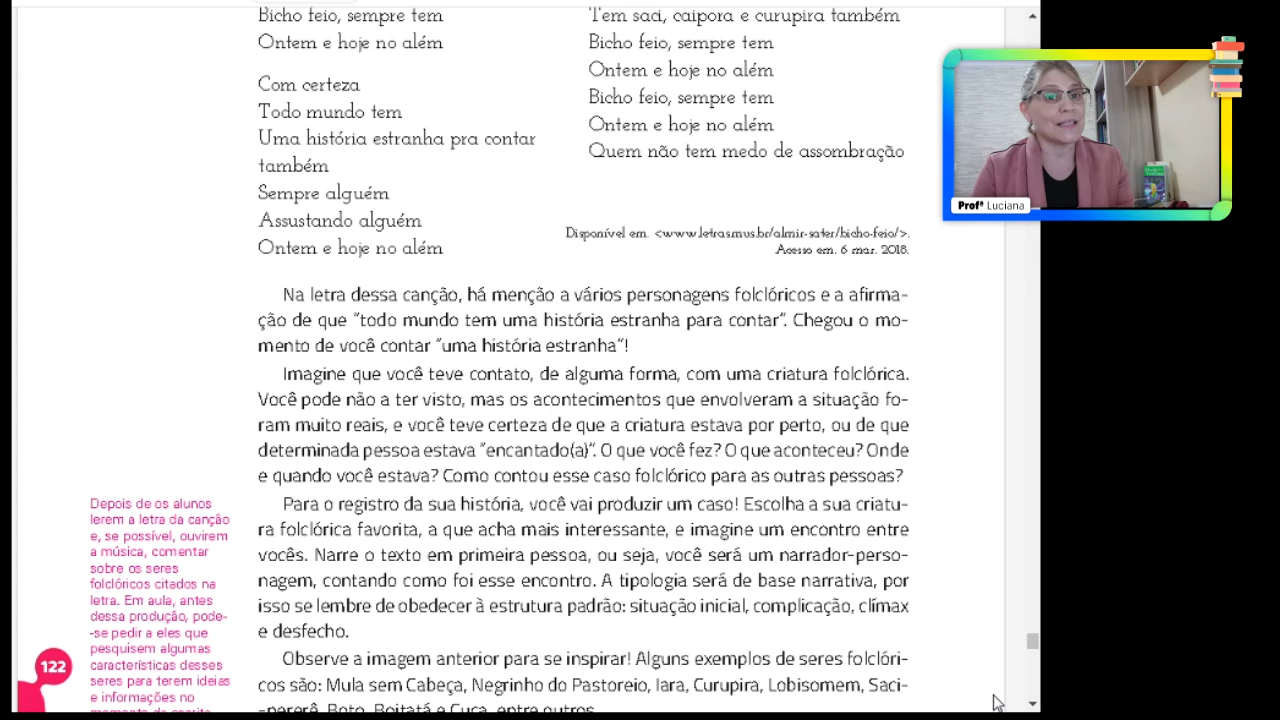 Bicho feio, sempre tem
Ontem e hoje no além
Com certeza
Todo mundo tem
Uma história estranha pra contar
também
Sempre alguém
Assustando alguém
Ontem e hoje no além
Tem saci, caipora e curupira também
Bicho feio, sempre tem
Ontem e hoje no além
Bicho feio, sempre tem
Ontem e hoje no além
Quem não tem medo de assombração
Disponível em. <www.letras.mus.br/almir-sater/bicho-feio/>.
Acesso em. 6 mar. 2018.
Profª Luciana
Na letra dessa canção, há menção a vários personagens folclóricos e a afirma-
ção de que "todo mundo tem uma história estranha para contar". Chegou o mo-
mento de você contar "uma história estranha"!
Imagine que você teve contato, de alguma forma, com uma criatura folclórica.
Você pode não a ter visto, mas os acontecimentos que envolveram a situação fo-
ram muito reais, e você teve certeza de que a criatura estava por perto, ou de que
determinada pessoa estava "encantado(a)". O que você fez? O que aconteceu? Onde
e quando você estava? Como contou esse caso folclórico para as outras pessoas?
Para o registro da sua história, você vai produzir um caso! Escolha a sua criatu-
ra folclórica favorita, a que acha mais interessante, e imagine um encontro entre
vocês. Narre o texto em primeira pessoa, ou seja, você será um narrador-perso-
nagem, contando como foi esse encontro. A tipologia será de base narrativa, por
isso se lembre de obedecer à estrutura padrão: situação inicial, complicação, clímax
e desfecho.
Observe a imagem anterior para se inspirar! Alguns exemplos de seres folclóri-
cos são: Mula sem Cabeça, Negrinho do Pastoreio, Iara, Curupira, Lobisomem, Saci-
-pererê, Boto, Boitatá e Cuca, entre outros.
Depois de os alunos
lerem a letra da canção
e, se possível, ouvirem
a música, comentar
sobre os seres
folclóricos citados na
letra. Em aula, antes
dessa produção, pode-
-se pedir a eles que
pesquisem algumas
características desses
seres para terem ideias
e informações no
momento da escrita
122